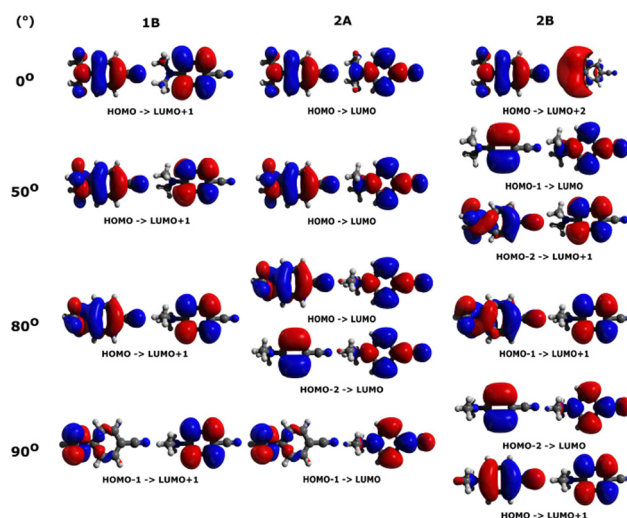 (°) 1B 2A 2B
0°
HOMO -> LUMO+1 HOMO -> LUMO HOMO -> LUMO+2
HOMO-1 -> LUMO
50°
HOMO -> LUMO+1 HOMO -> LUMO
HOMO-2 -> LUMO+1
HOMO -> LUMO
80°
HOMO -> LUMO+1 HOMO-1 -> LUMO+1
HOMO-2 -> LUMO
HOMO-2 -> LUMO
90°
HOMO-1 -> LUMO+1 HOMO-1 -> LUMO
HOMO -> LUMO+1